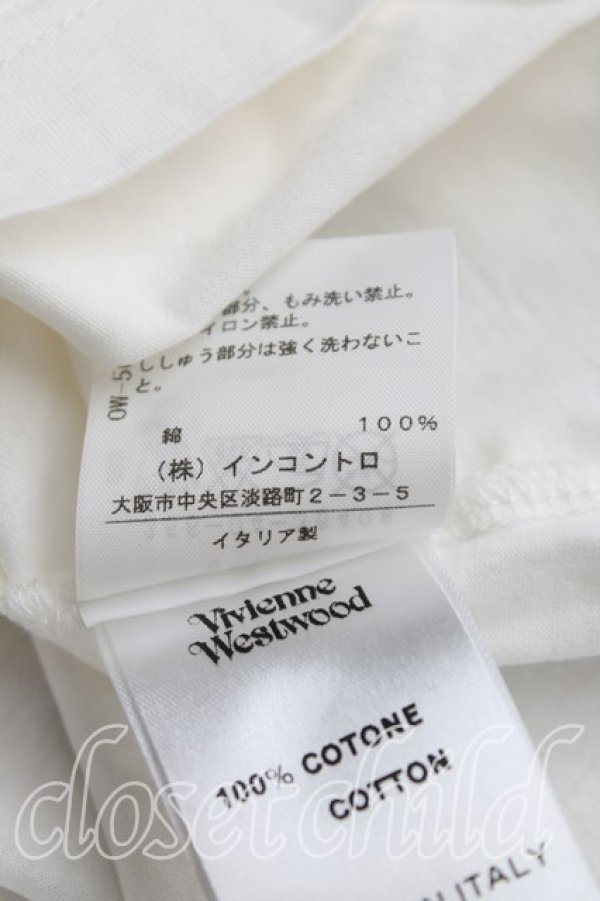 部分、もみ洗い禁止。
イロン禁止。
ししゅう部分は強く洗わないこ
と。
OW-5
綿 100%
(株) インコントロ
大阪市中央区淡路町2-3-5
イタリア製
Vivienne
Westwood
100% COTONE
COTTON
ITALY
closet child